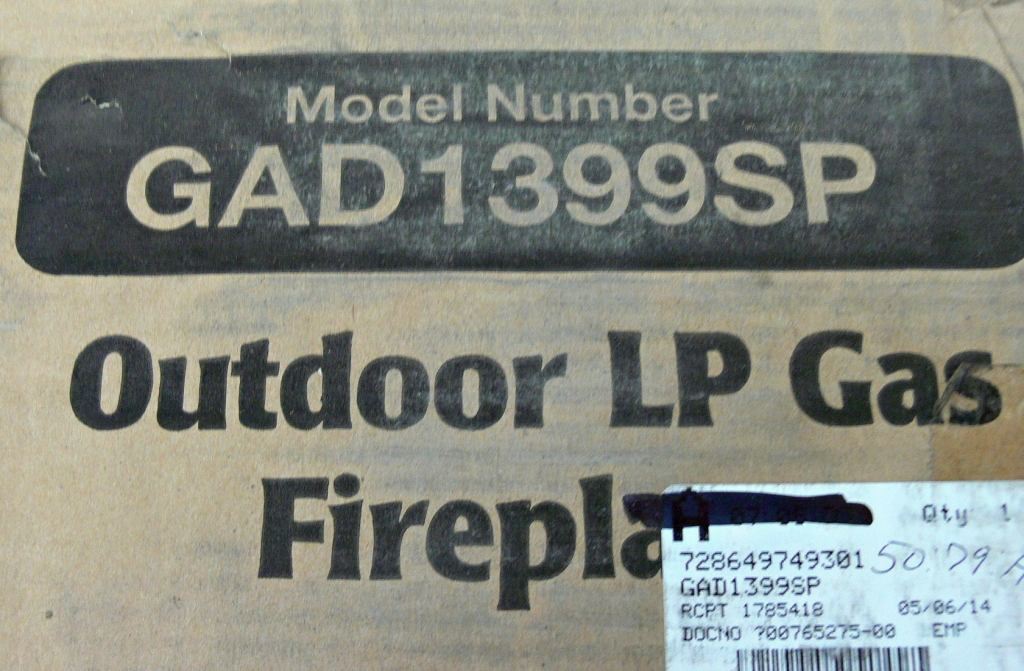 Model Number
GAD1399SP
Outdoor LP Gas
Firepla
H Qty 1
728649749301 50.79
GAD1399SP
RCPT 1785418 05/06/14
DOCNO ?00765275-00 EMP